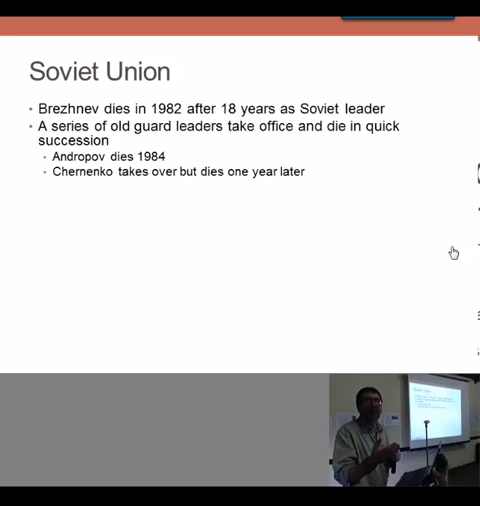 Soviet Union
• Brezhnev dies in 1982 after 18 years as Soviet leader
• A series of old guard leaders take office and die in quick
succession
• Andropov dies 1984
• Chernenko takes over but dies one year later